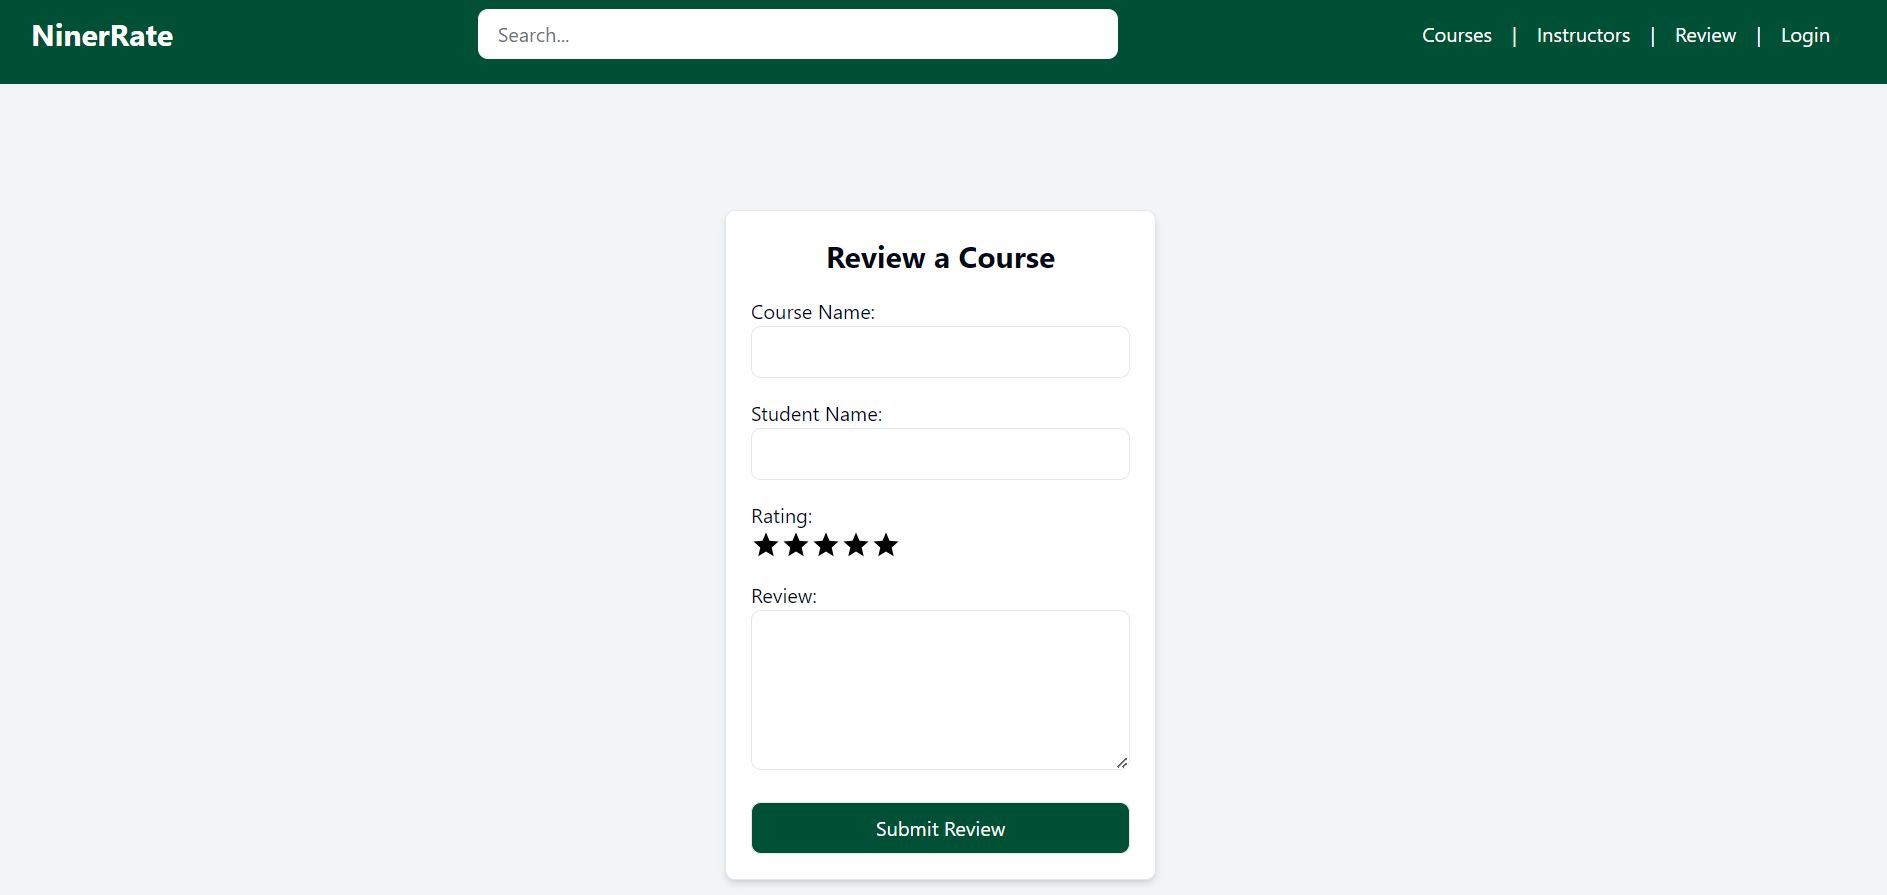 NinerRate
Search...
Courses | Instructors | Review | Login
Review a Course
Course Name:
Student Name:
Rating:
Review:
Submit Review